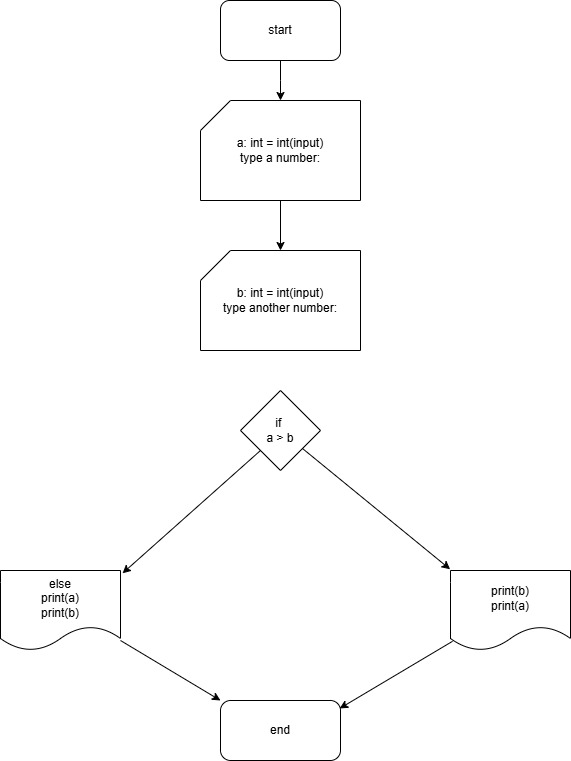 start
a: int = int(input)
type a number:
b: int = int(input)
type another number:
if
a > b
else
print(a)
print(b)
print(b)
print(a)
end